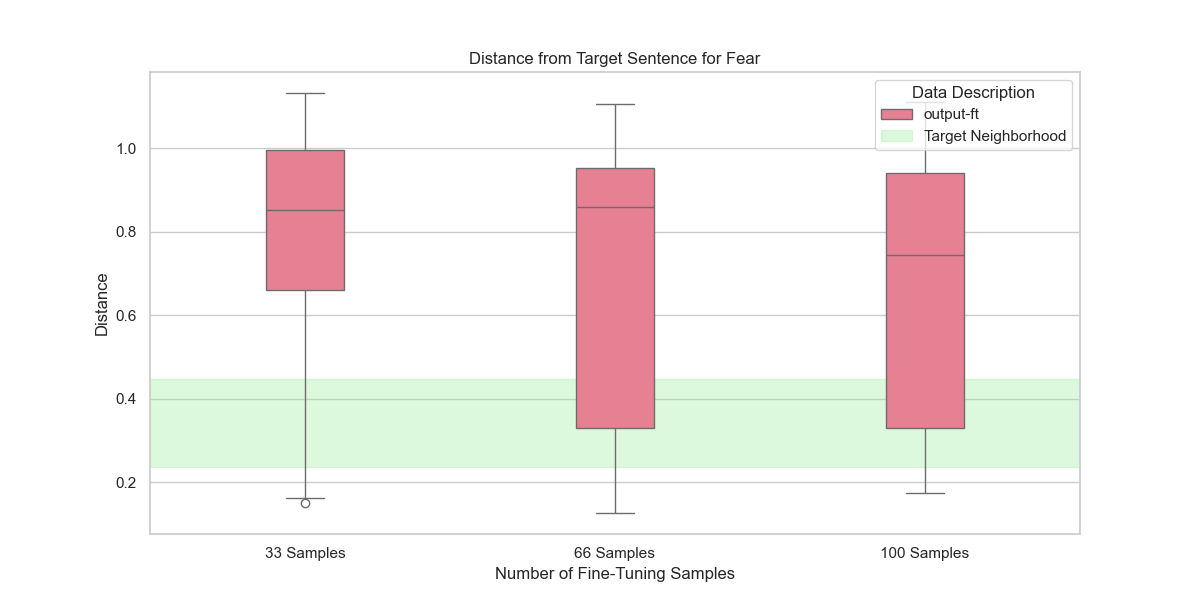 Distance from Target Sentence for Fear
Data Description
output-ft
Target Neighborhood
Distance
1.0
0.8
0.6
0.4
0.2
33 Samples
66 Samples
100 Samples
Number of Fine-Tuning Samples